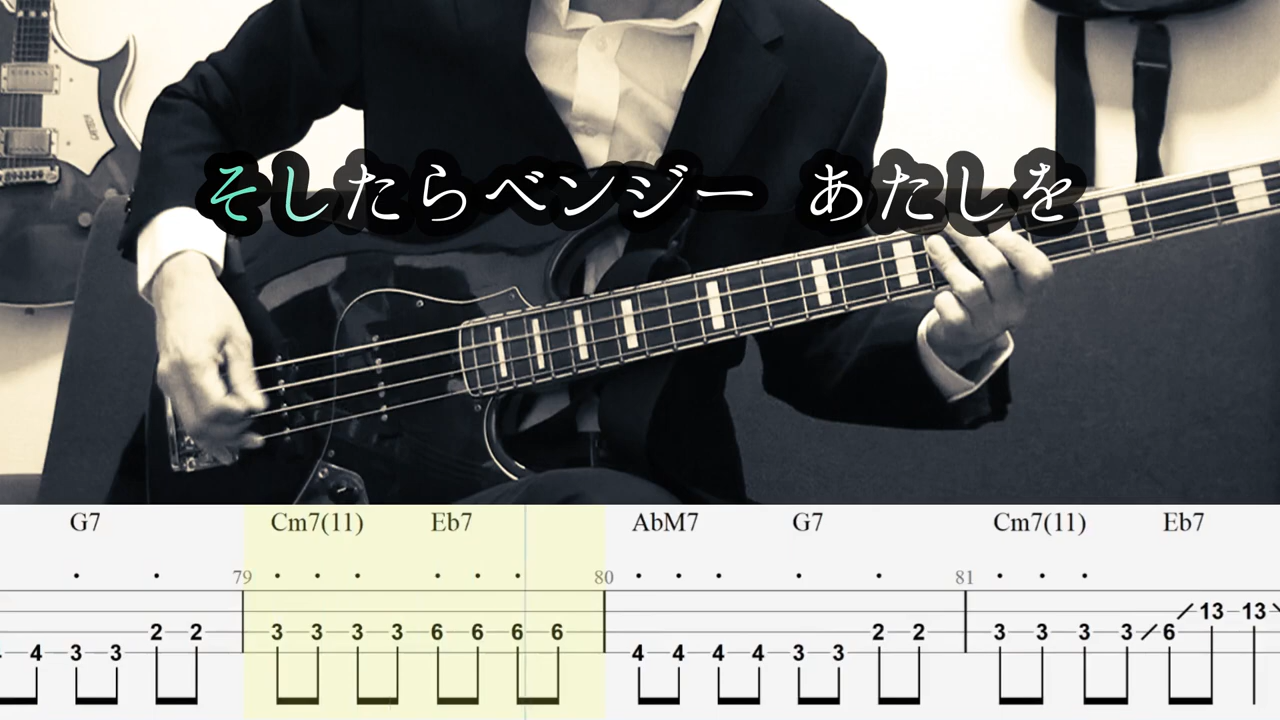 そしたらベンジー あたしを
G7 Cm7(11) Eb7 AbM7 G7 Cm7(11) Eb7
79 80 81
4 3 3 2 2 3 3 3 3 6 6 6 6 4 4 4 4 3 3 2 2 3 3 3 3 6 13 13